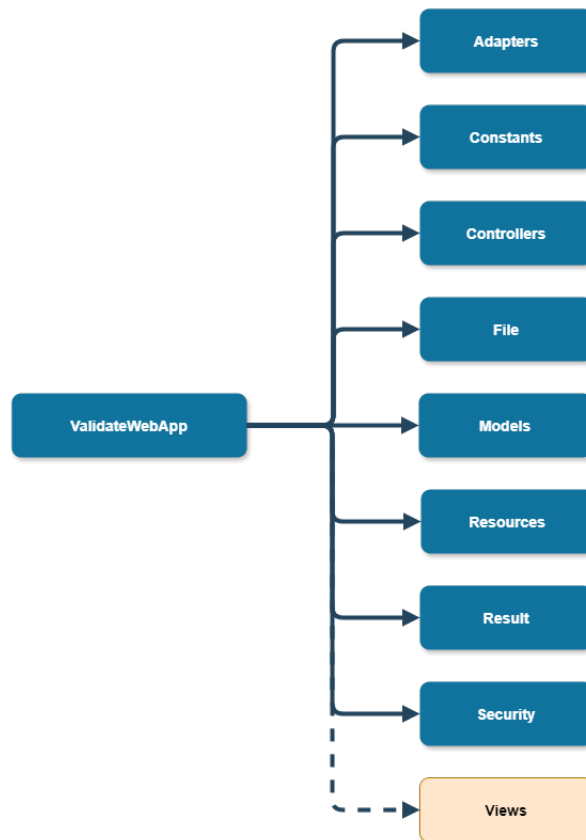 Adapters
Constants
Controllers
File
ValidateWebApp
Models
Resources
Result
Security
Views